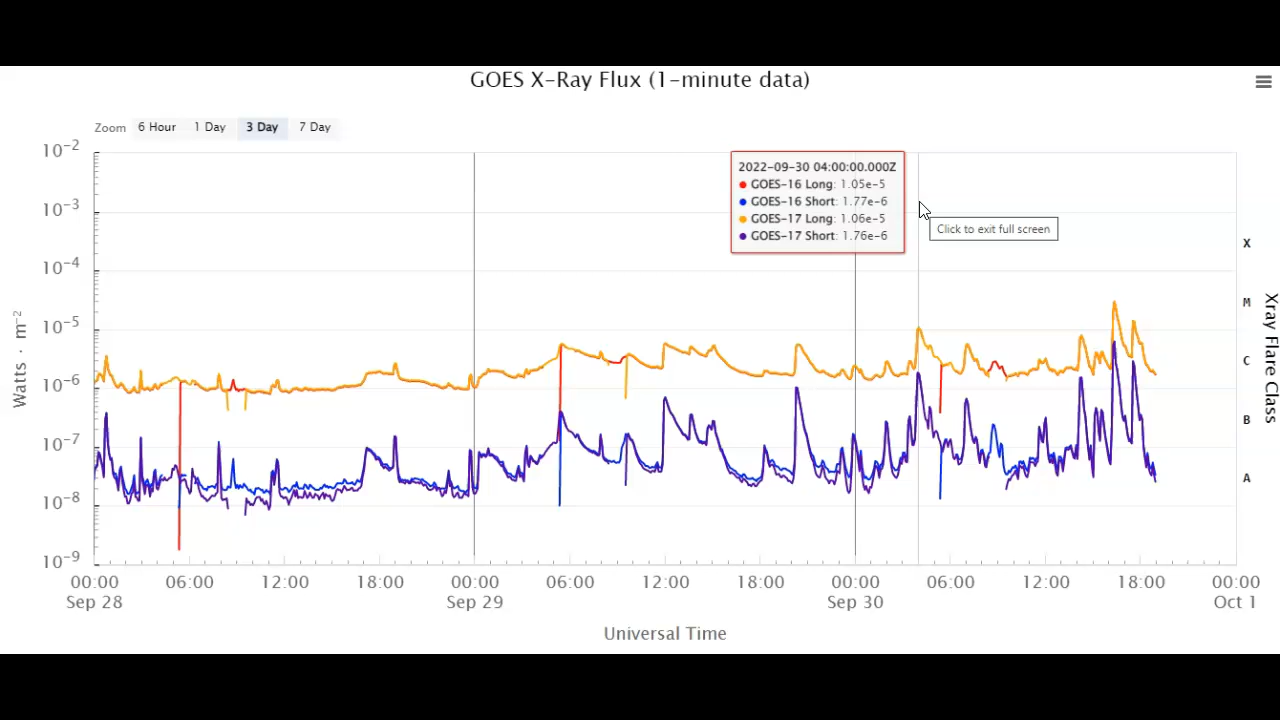 GOES X-Ray Flux (1-minute data)
Zoom 6 Hour 1 Day 3 Day 7 Day
10-2
10-3
10-4
10-5
10-6
10-7
10-8
10-9
Watts · m-2
2022-09-30 04:00:00.000Z
GOES-16 Long: 1.05e-5
GOES-16 Short: 1.77e-6
GOES-17 Long: 1.06e-5
GOES-17 Short: 1.76e-6
Click to exit full screen
X
M
C
B
A
Xray Flare Class
00:00 06:00 12:00 18:00 00:00 06:00 12:00 18:00 00:00 06:00 12:00 18:00 00:00
Sep 28 Sep 29 Sep 30 Oct 1
Universal Time